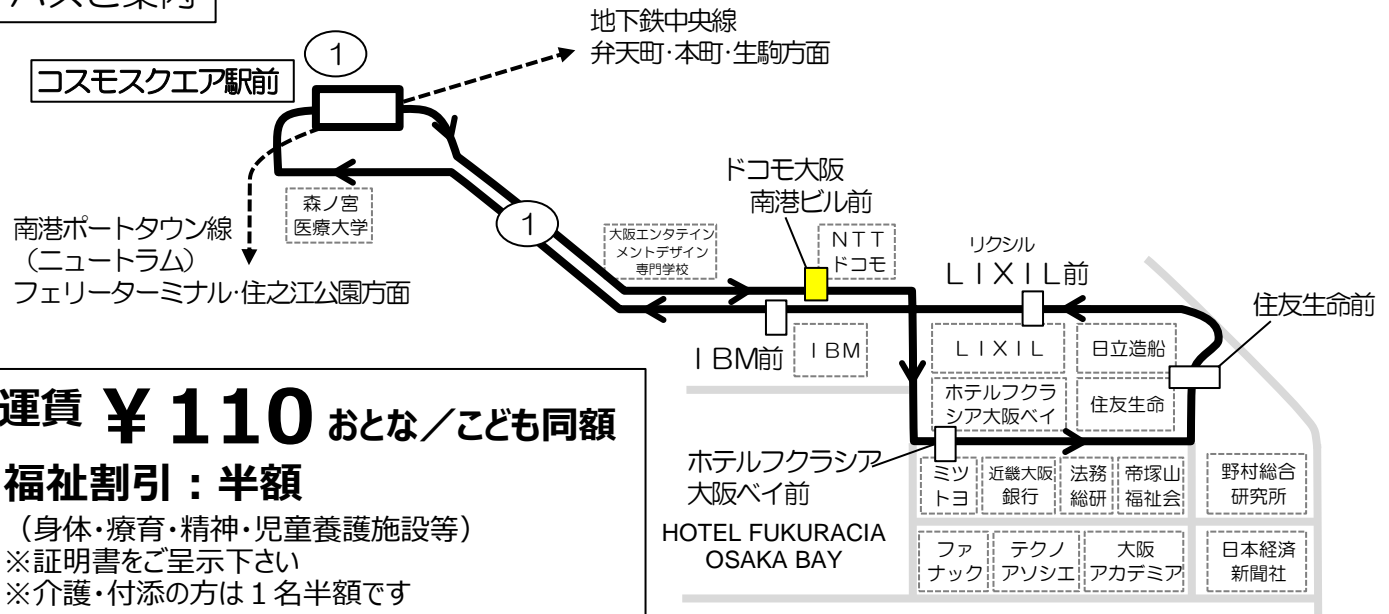 バスご案内
地下鉄中央線
弁天町･本町･生駒方面
1
コスモスクエア駅前
森ノ宮
医療大学
南港ポートタウン線
（ニュートラム）
フェリーターミナル･住之江公園方面
1
大阪エンタテイン
メントデザイン
専門学校
ドコモ大阪
南港ビル前
ＮＴＴ
ドコモ
リクシル
ＬＩＸＩＬ前
住友生命前
ＩＢＭ前
ＩＢＭ
ＬＩＸＩＬ
日立造船
ホテルフクラ
シア大阪ベイ
住友生命
ホテルフクラシア
大阪ベイ前
HOTEL FUKURACIA
OSAKA BAY
ミツ
トヨ
近畿大阪
銀行
法務
総研
帝塚山
福祉会
野村総合
研究所
ファ
ナック
テクノ
アソシエ
大阪
アカデミア
日本経済
新聞社
運賃 ￥110 おとな／こども同額
福祉割引：半額
（身体･療育･精神･児童養護施設等）
※証明書をご呈示下さい
※介護･付添の方は１名半額です